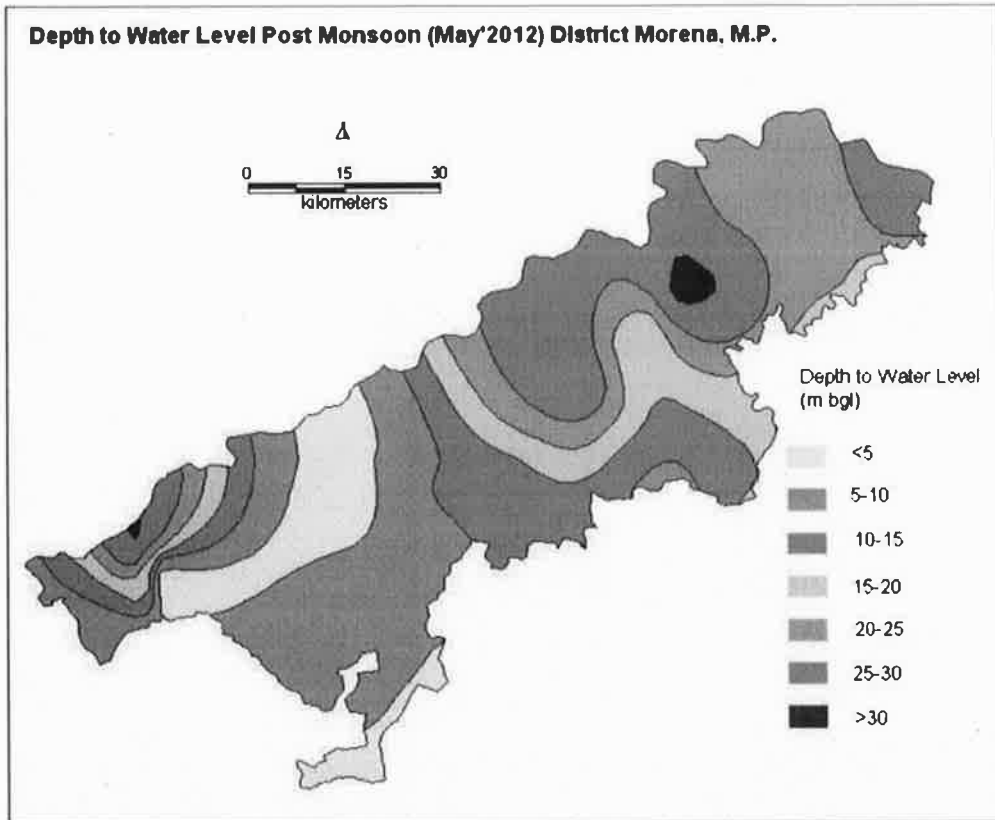 Depth to Water Level Post Monsoon (May'2012) District Morena, M.P.
0 15 30
kilometers
Depth to Water Level
(m bgl)
<5
5-10
10-15
15-20
20-25
25-30
>30